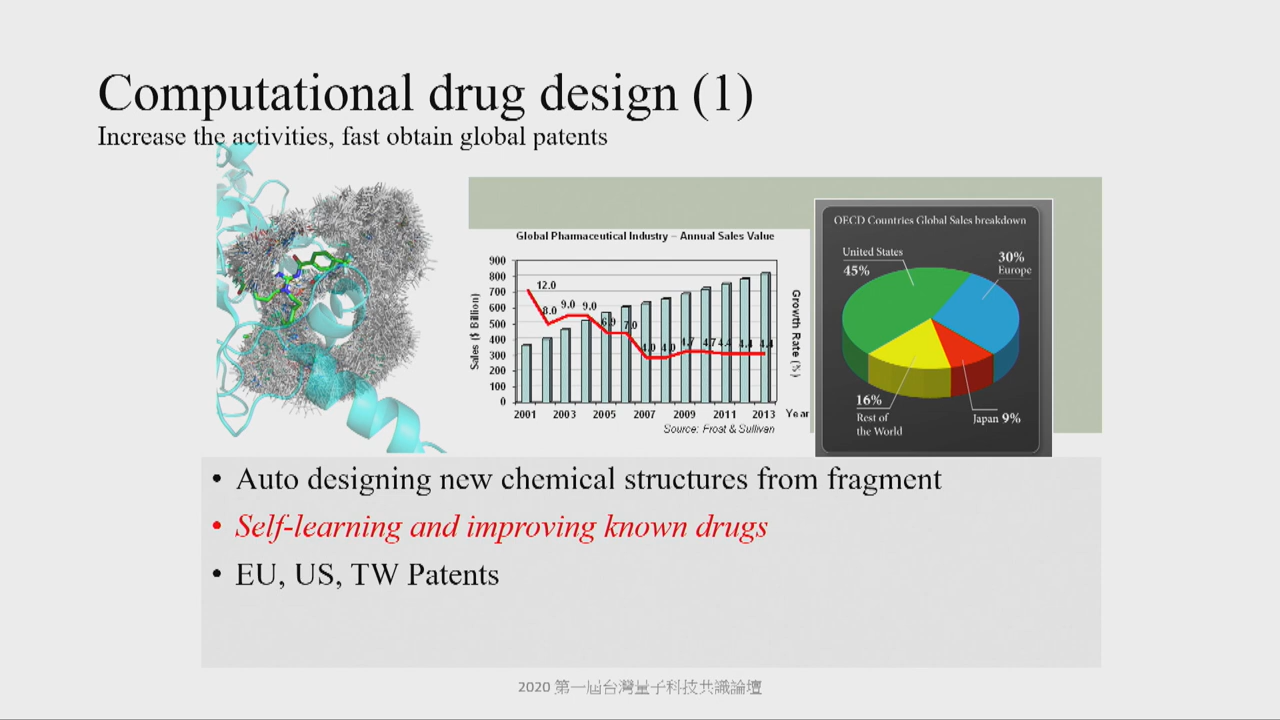 Computational drug design (1)
Increase the activities, fast obtain global patents
Global Pharmaceutical Industry – Annual Sales Value
Sales ($ Billion)
900
800
700
600
500
400
300
200
100
0
12.0
8.0
9.0
9.0
6.9
7.0
4.0
4.0
4.7
4.7
4.4
4.4
4.4
Growth Rate (%)
2001 2003 2005 2007 2009 2011 2013 Year
Source: Frost & Sullivan
OECD Countries Global Sales breakdown
United States
45%
30%
Europe
16%
Rest of
the World
Japan 9%
• Auto designing new chemical structures from fragment
• Self-learning and improving known drugs
• EU, US, TW Patents
2020 第一屆台灣量子科技共識論壇